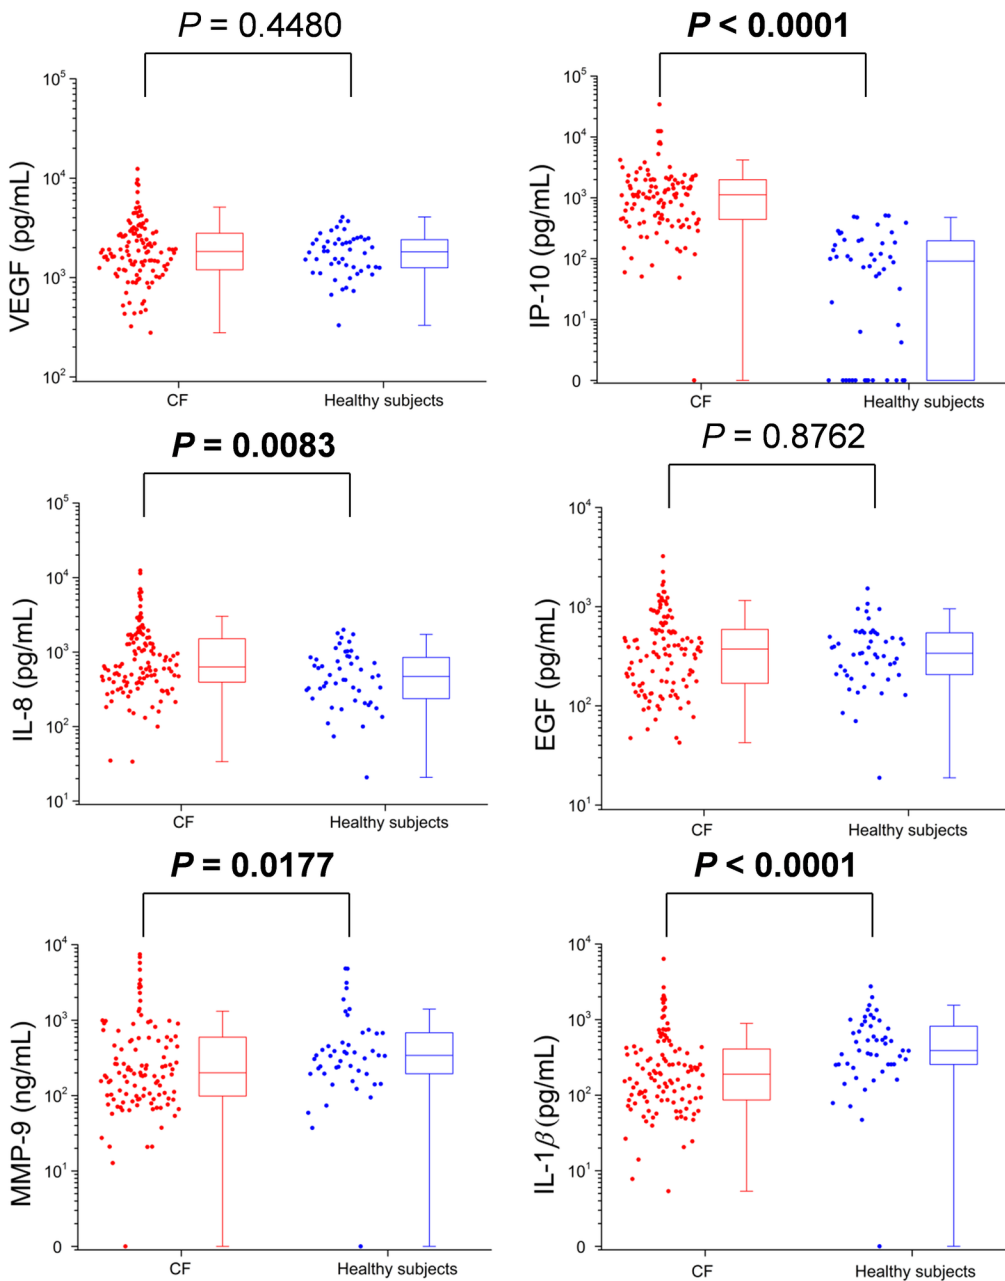 P = 0.4480
P < 0.0001
VEGF (pg/mL)
10^5
10^4
10^3
10^2
CF
Healthy subjects
IP-10 (pg/mL)
10^5
10^4
10^3
10^2
10^1
0
CF
Healthy subjects
P = 0.0083
P = 0.8762
IL-8 (pg/mL)
10^5
10^4
10^3
10^2
10^1
CF
Healthy subjects
EGF (pg/mL)
10^4
10^3
10^2
10^1
CF
Healthy subjects
P = 0.0177
P < 0.0001
MMP-9 (ng/mL)
10^4
10^3
10^2
10^1
0
CF
Healthy subjects
IL-1β (pg/mL)
10^4
10^3
10^2
10^1
0
CF
Healthy subjects